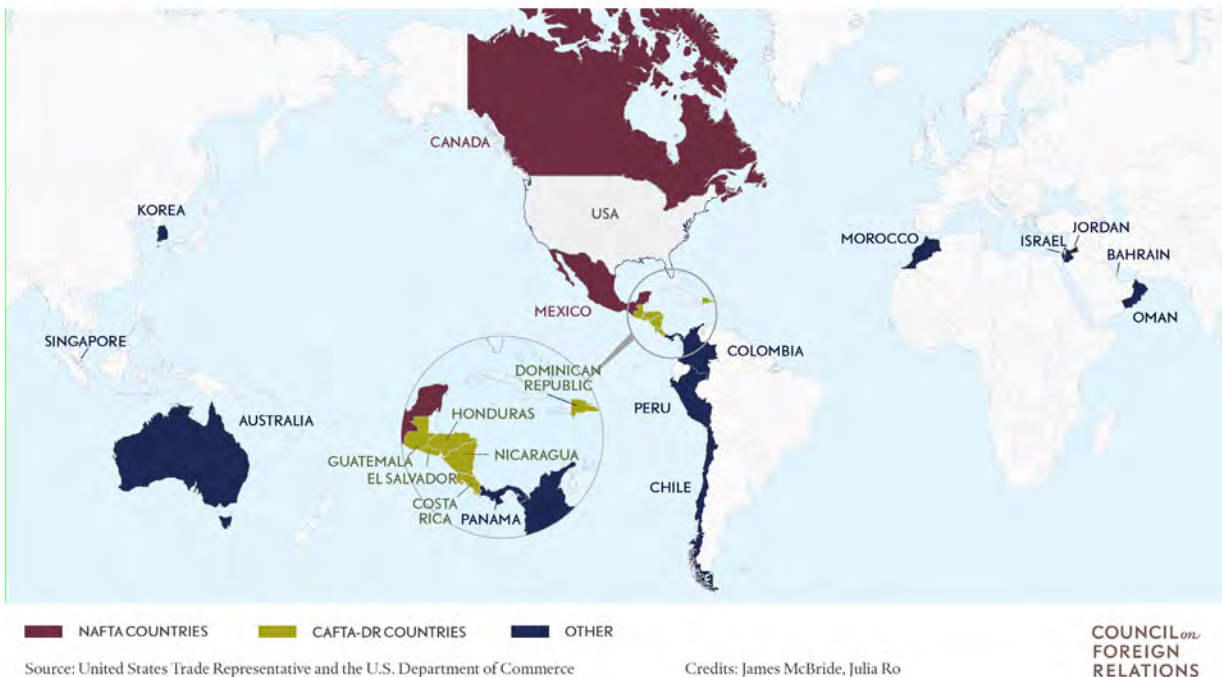 CANADA
USA
KOREA
MOROCCO
ISRAEL
JORDAN
BAHRAIN
OMAN
MEXICO
SINGAPORE
COLOMBIA
DOMINICAN
REPUBLIC
PERU
AUSTRALIA
HONDURAS
GUATEMALA
NICARAGUA
EL SALVADOR
CHILE
COSTA
RICA
PANAMA
NAFTA COUNTRIES
CAFTA-DR COUNTRIES
OTHER
COUNCIL on
FOREIGN
RELATIONS
Source: United States Trade Representative and the U.S. Department of Commerce
Credits: James McBride, Julia Ro